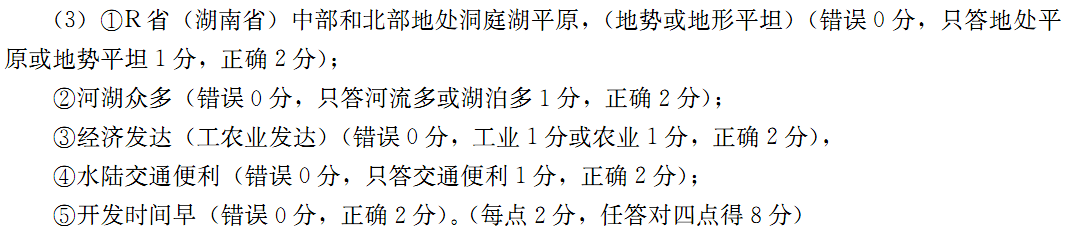 （3）①R省（湖南省）中部和北部地处洞庭湖平原，（地势或地形平坦）（错误0分，只答地处平
原或地势平坦1分，正确2分）；
②河湖众多（错误0分，只答河流多或湖泊多1分，正确2分）；
③经济发达（工农业发达）（错误0分，工业1分或农业1分，正确2分），
④水陆交通便利（错误0分，只答交通便利1分，正确2分）；
⑤开发时间早（错误0分，正确2分）。（每点2分，任答对四点得8分）